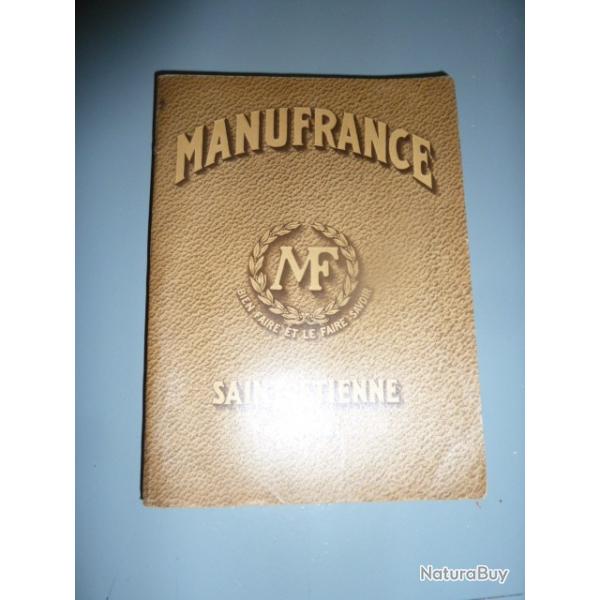 MANUFRANCE
MF
BIEN FAIRE ET LE FAIRE SAVOIR
SAINT-ETIENNE
NaturaBuy